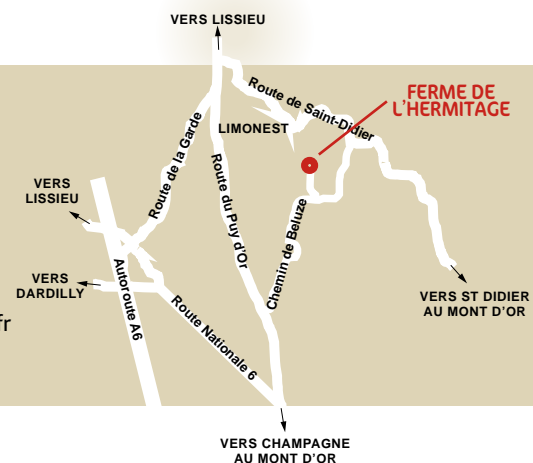 VERS LISSIEU
Route de Saint-Didier
FERME DE
L'HERMITAGE
LIMONEST
Route de la Garde
Route du Puy d'Or
VERS
LISSIEU
Chemin de Beluze
VERS
DARDILLY
Autoroute A6
VERS ST DIDIER
AU MONT D'OR
fr
Route Nationale 6
VERS CHAMPAGNE
AU MONT D'OR